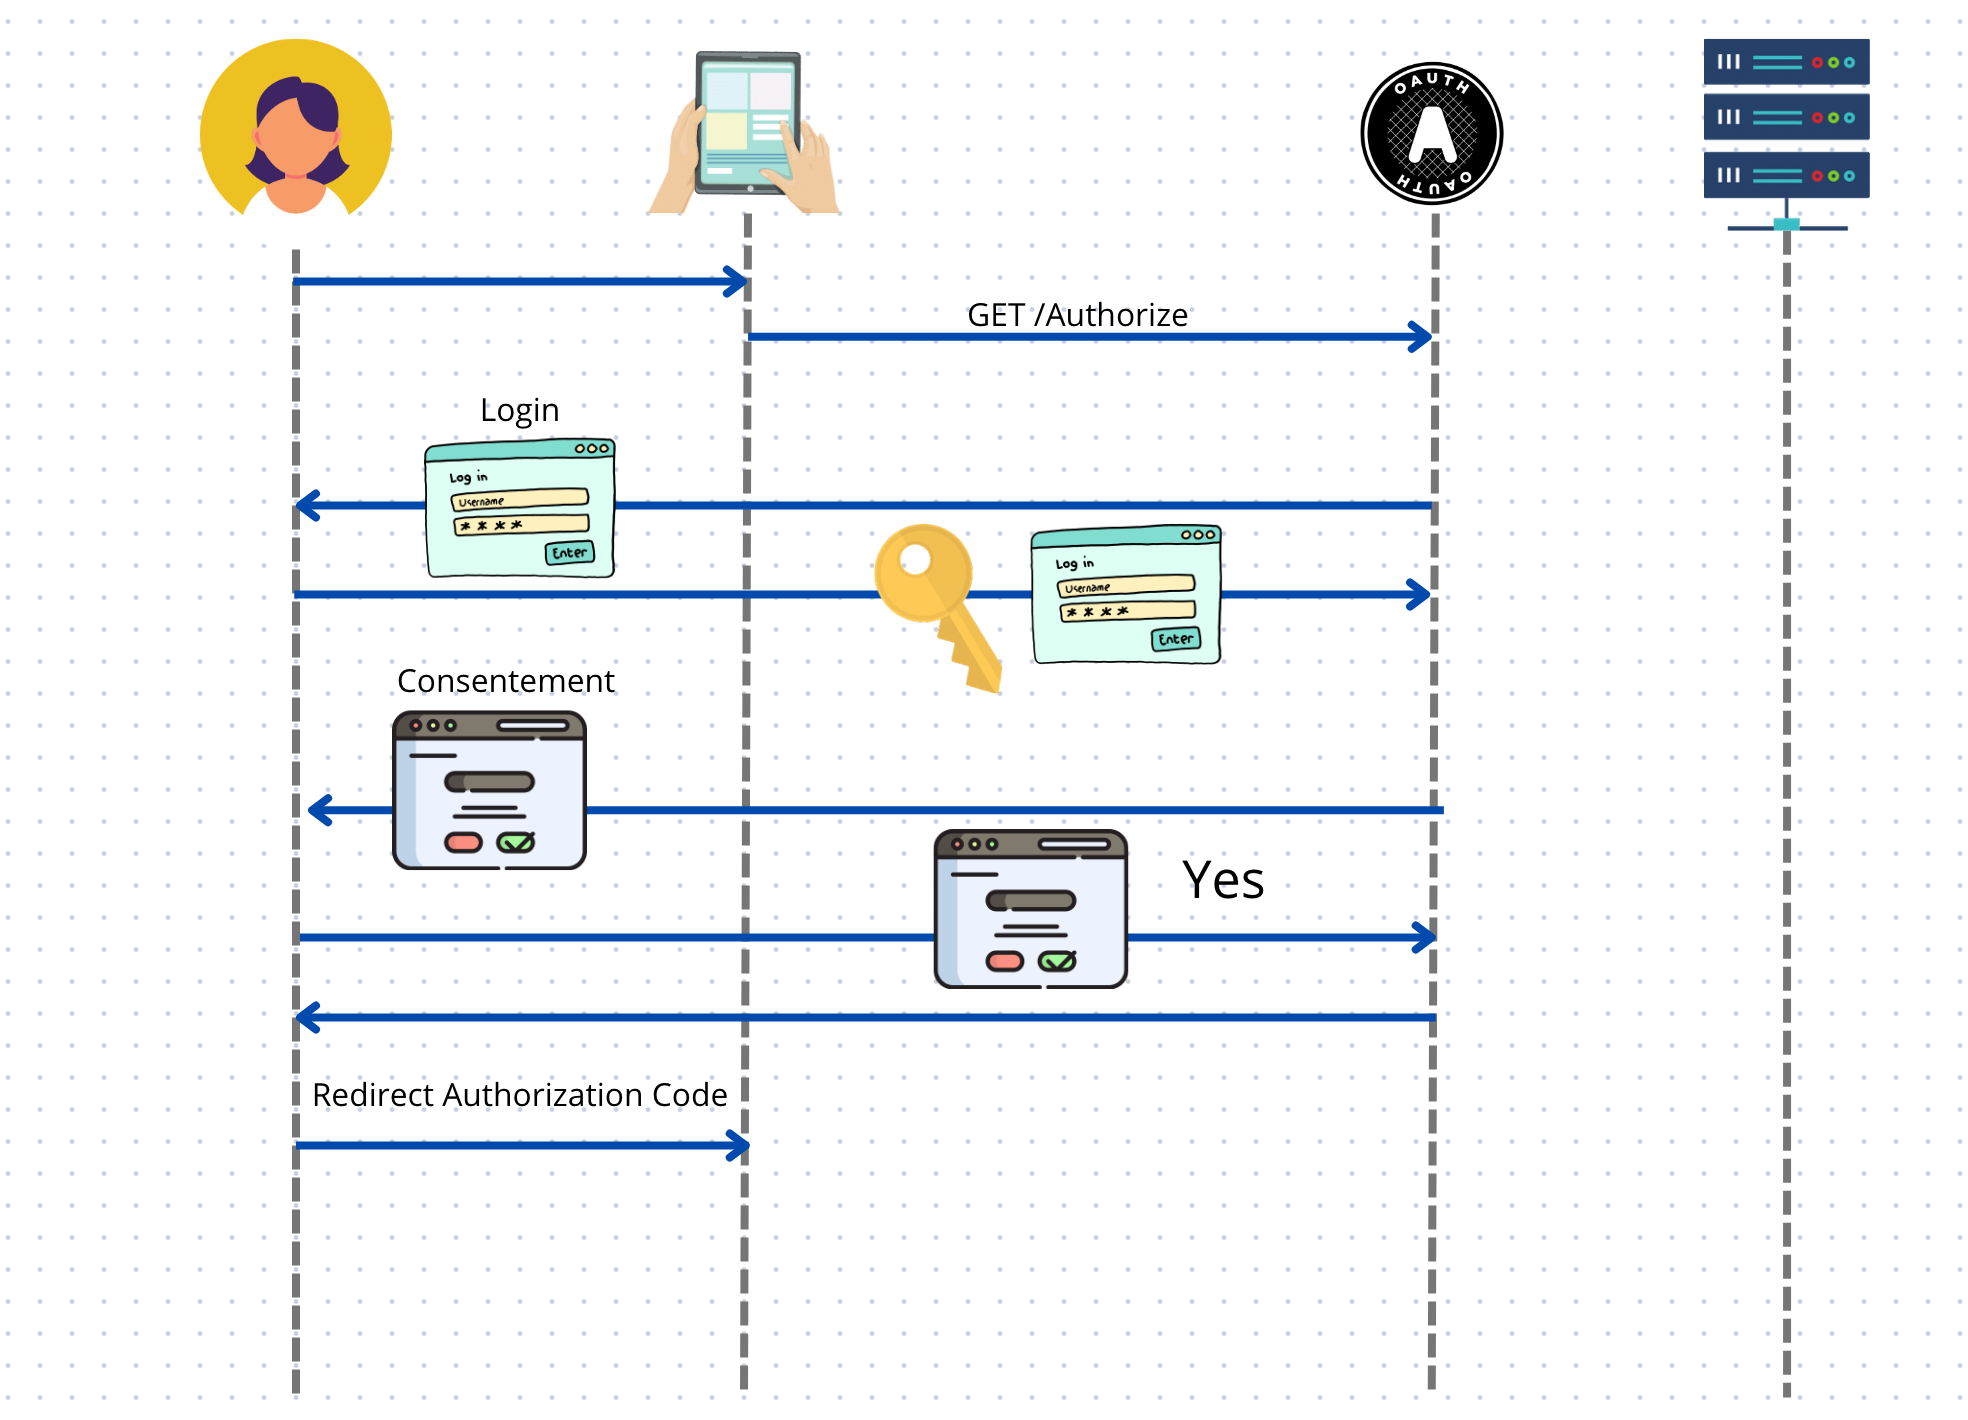 OAUTH
A
OAUTH
GET /Authorize
Login
Log in
Username
****
Enter
Log in
Username
****
Enter
Consentement
Yes
Redirect Authorization Code